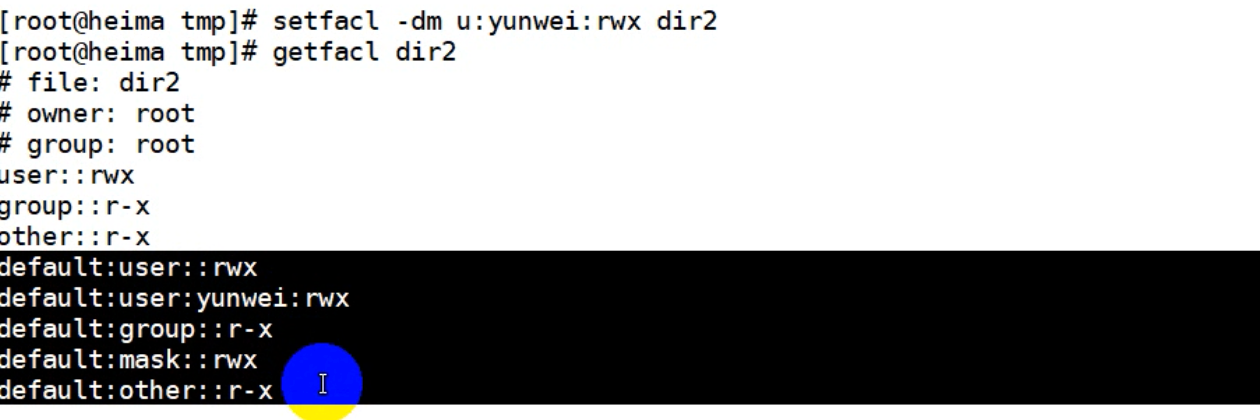 [root@heima tmp]# setfacl -dm u:yunwei:rwx dir2
[root@heima tmp]# getfacl dir2
# file: dir2
# owner: root
# group: root
user::rwx
group::r-x
other::r-x
default:user::rwx
default:user:yunwei:rwx
default:group::r-x
default:mask::rwx
default:other::r-x